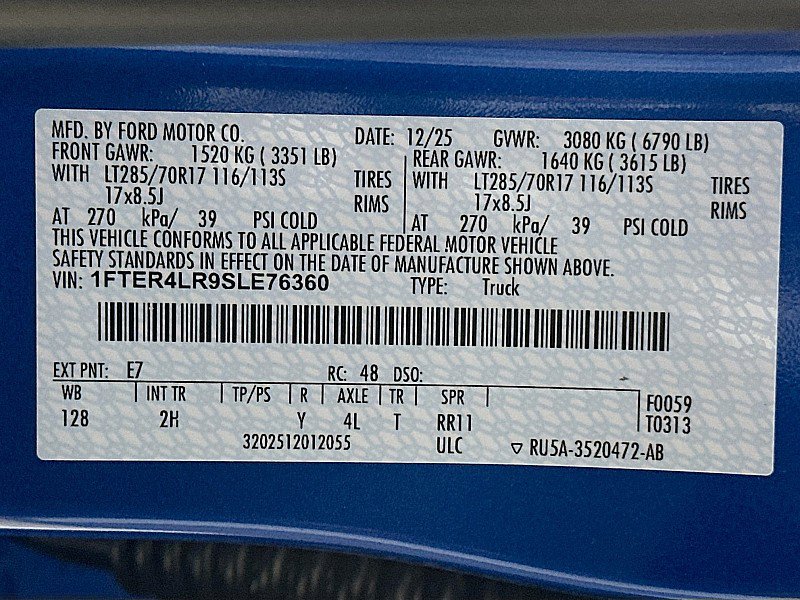 MFD. BY FORD MOTOR CO. DATE: 12/25 GVWR: 3080 KG ( 6790 LB)
FRONT GAWR: 1520 KG ( 3351 LB) REAR GAWR: 1640 KG ( 3615 LB)
WITH LT285/70R17 116/113S TIRES WITH LT285/70R17 116/113S TIRES
17x8.5J RIMS 17x8.5J RIMS
AT 270 kPa/ 39 PSI COLD AT 270 kPa/ 39 PSI COLD
THIS VEHICLE CONFORMS TO ALL APPLICABLE FEDERAL MOTOR VEHICLE
SAFETY STANDARDS IN EFFECT ON THE DATE OF MANUFACTURE SHOWN ABOVE.
VIN: 1FTER4LR9SLE76360 TYPE: Truck
EXT PNT: E7 RC: 48 DSO:
WB INT TR TP/PS R AXLE TR SPR F0059
128 2H Y 4L T RR11 T0313
3202512012055 ULC RU5A-3520472-AB